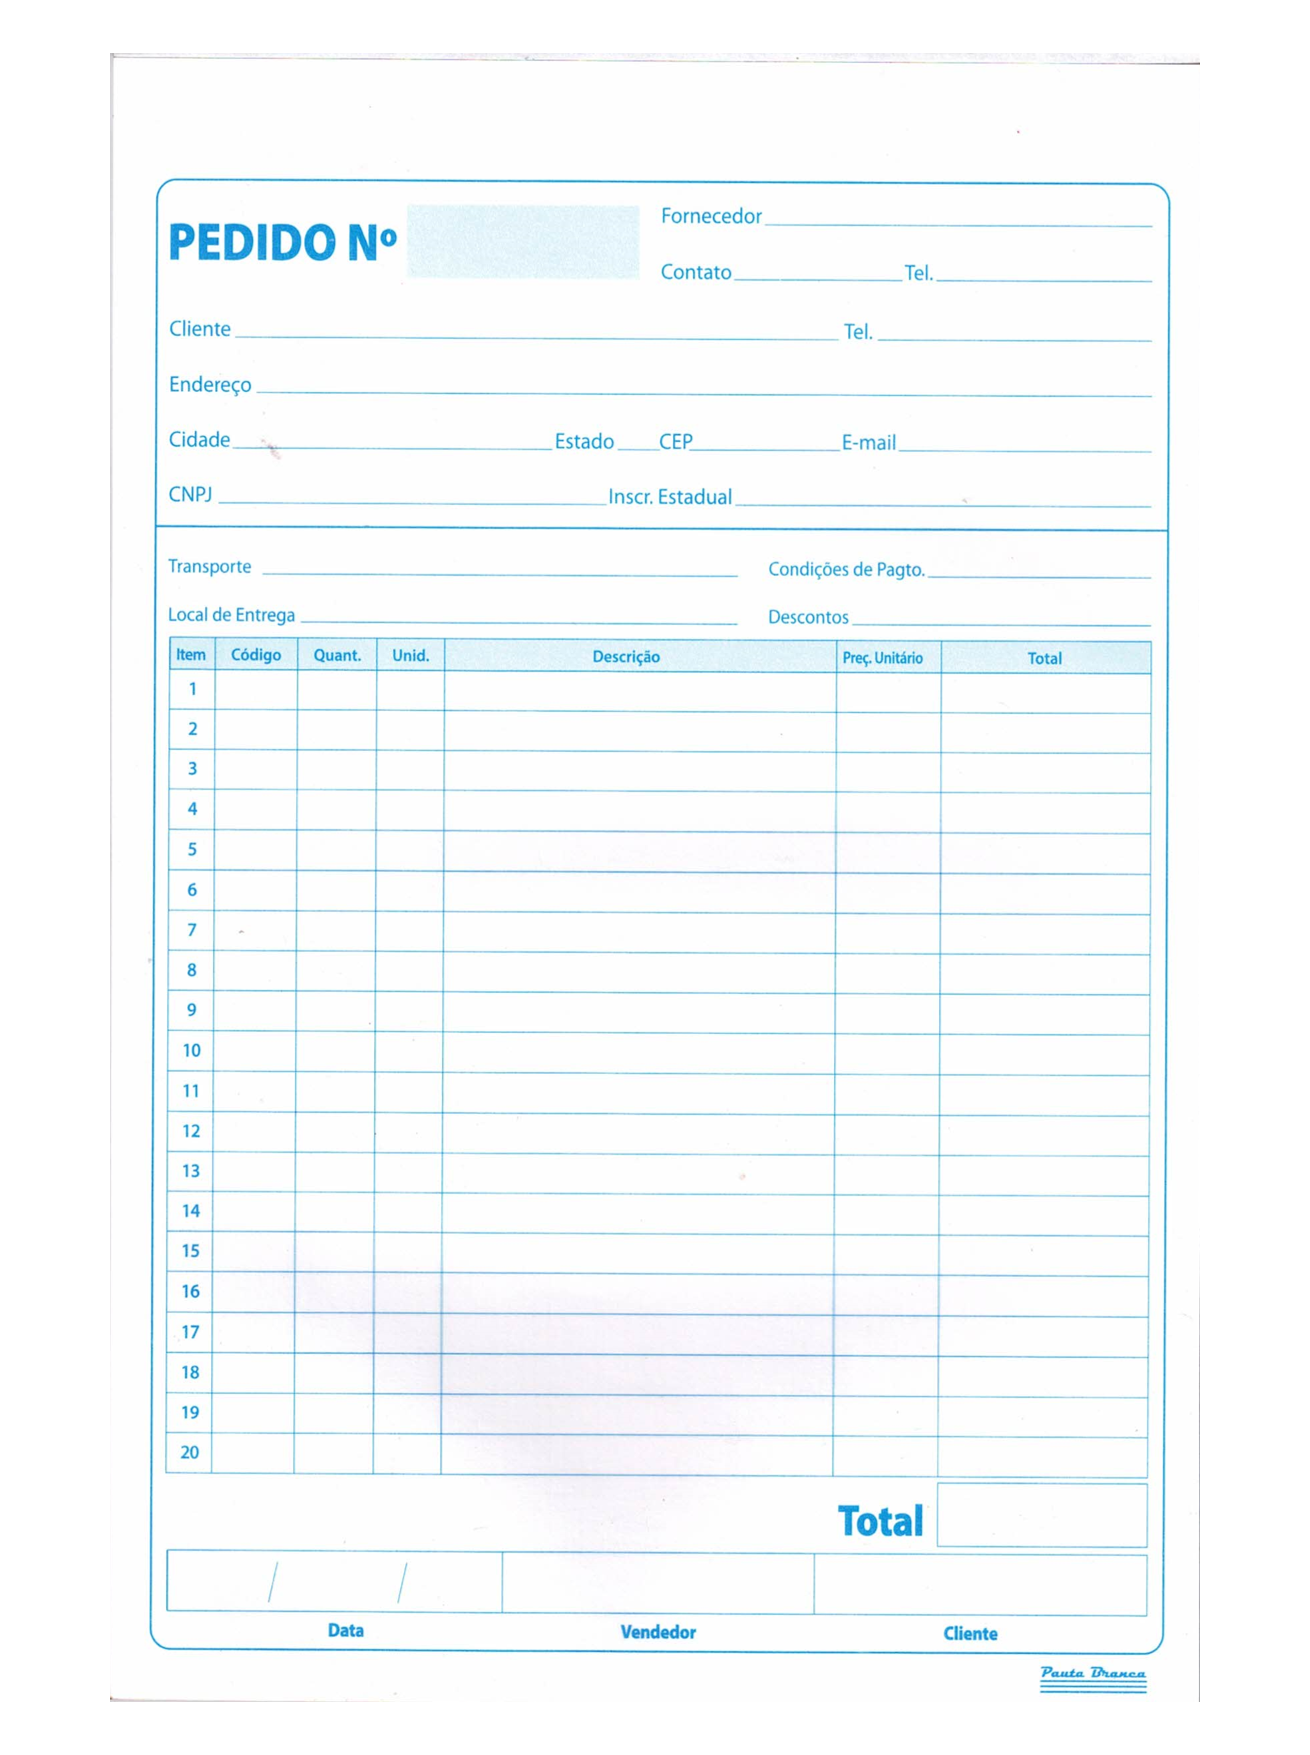 PEDIDO Nº
Fornecedor
Contato Tel.
Cliente Tel.
Endereço
Cidade Estado CEP E-mail
CNPJ Inscr. Estadual
Transporte Condições de Pagto.
Local de Entrega Descontos
Item Código Quant. Unid. Descrição Preç. Unitário Total
1
2
3
4
5
6
7
8
9
10
11
12
13
14
15
16
17
18
19
20
Total
/ /
Data Vendedor Cliente
Pauta Branca